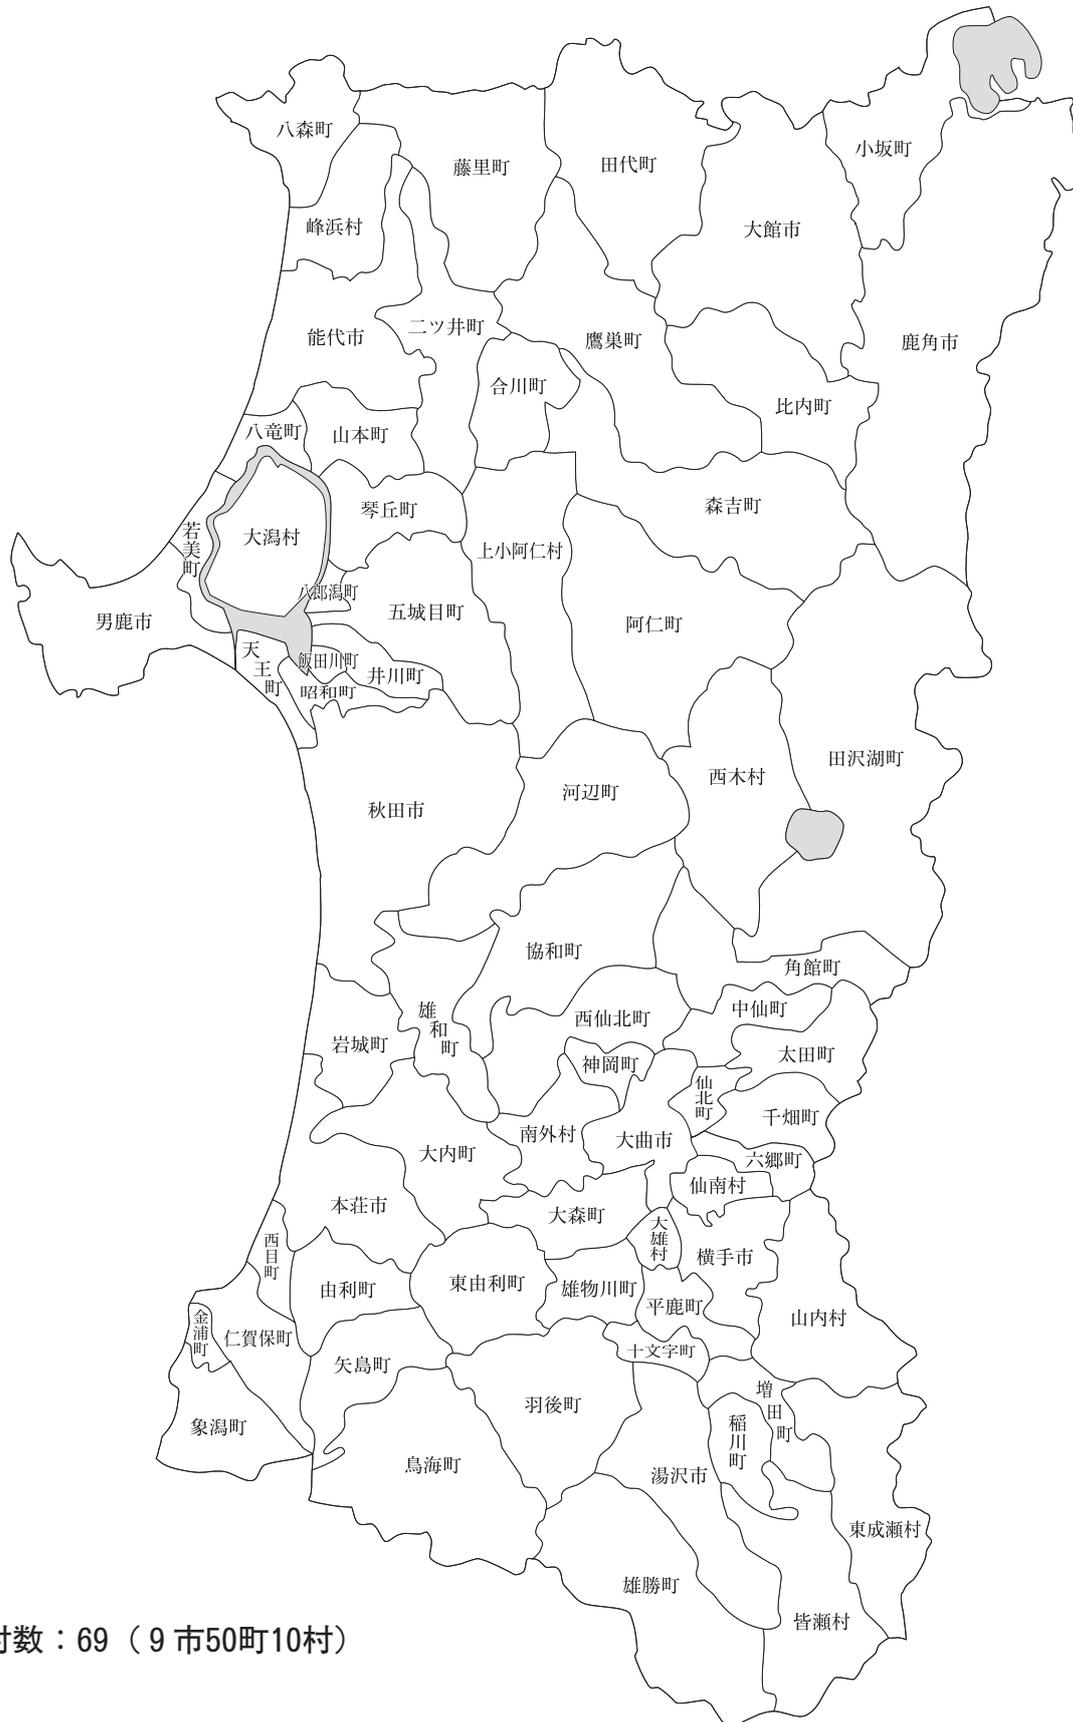 八森町
藤里町
田代町
小坂町
大館市
峰浜村
能代市
二ツ井町
鷹巣町
鹿角市
合川町
比内町
八竜町
山本町
琴丘町
森吉町
若美町
大潟村
上小阿仁村
八郎潟町
五城目町
男鹿市
阿仁町
天王町
飯田川町
井川町
昭和町
西木村
田沢湖町
河辺町
秋田市
協和町
角館町
雄和町
西仙北町
中仙町
岩城町
神岡町
太田町
仙北町
千畑町
南外村
大曲市
大内町
六郷町
仙南村
本荘市
大森町
大雄村
西目町
横手市
由利町
東由利町
雄物川町
平鹿町
山内村
金浦町
仁賀保町
矢島町
十文字町
羽後町
増田町
象潟町
稲川町
鳥海町
湯沢市
東成瀬村
雄勝町
皆瀬村
村数：69（９市50町10村）